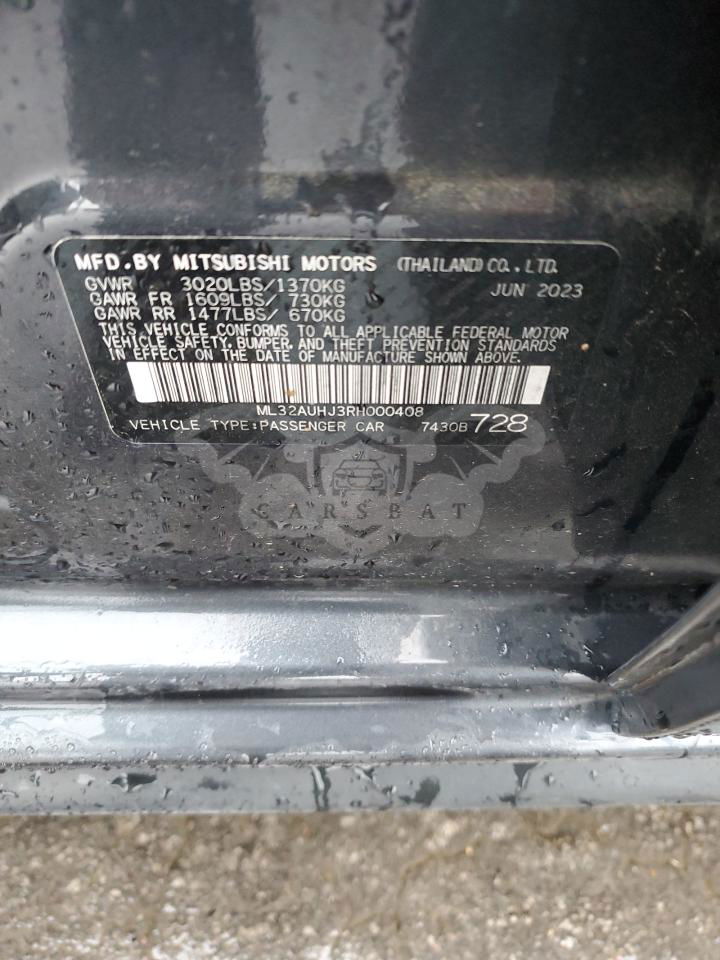 MFD. BY MITSUBISHI MOTORS (THAILAND) CO., LTD.
GVWR 3020LBS/1370KG JUN 2023
GAWR FR 1609LBS/ 730KG
GAWR RR 1477LBS/ 670KG
THIS VEHICLE CONFORMS TO ALL APPLICABLE FEDERAL MOTOR
VEHICLE SAFETY, BUMPER, AND THEFT PREVENTION STANDARDS
IN EFFECT ON THE DATE OF MANUFACTURE SHOWN ABOVE.
ML32AUHJ3RH000408
VEHICLE TYPE:PASSENGER CAR 7430B 728
CARSBAT